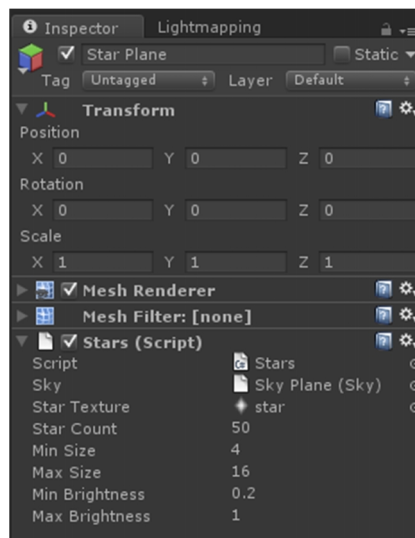 Inspector Lightmapping
Star Plane Static
Tag Untagged Layer Default
Transform
Position
X 0 Y 0 Z 0
Rotation
X 0 Y 0 Z 0
Scale
X 1 Y 1 Z 1
Mesh Renderer
Mesh Filter: [none]
Stars (Script)
Script Stars
Sky Sky Plane (Sky)
Star Texture star
Star Count 50
Min Size 4
Max Size 16
Min Brightness 0.2
Max Brightness 1